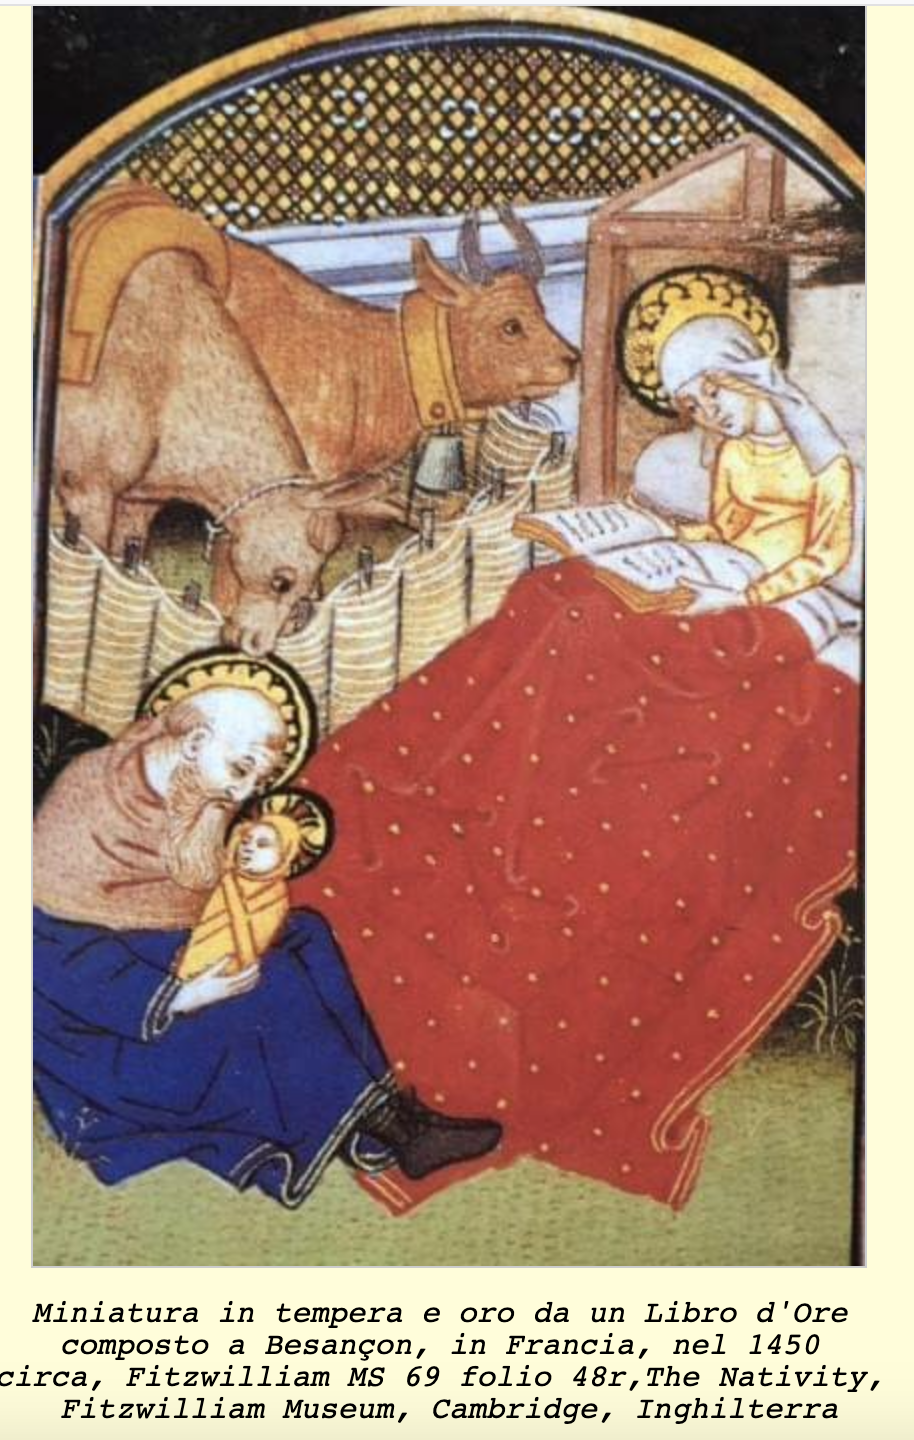 Miniatura in tempera e oro da un Libro d'Ore
composto a Besançon, in Francia, nel 1450
circa, Fitzwilliam MS 69 folio 48r,The Nativity,
Fitzwilliam Museum, Cambridge, Inghilterra